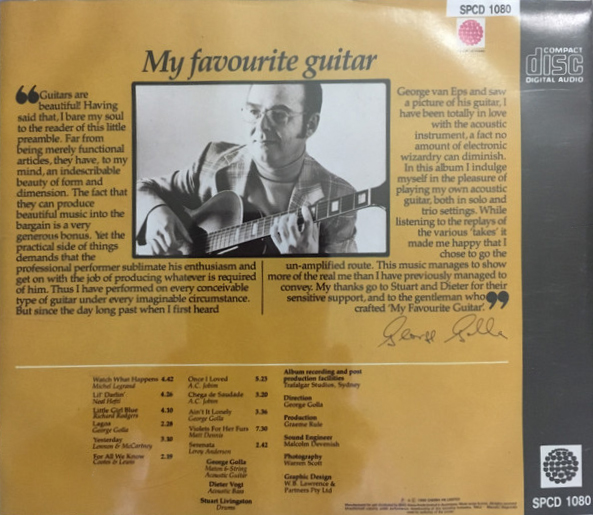 SPCD 1080
COMPACT
disc
DIGITAL AUDIO
My favourite guitar
“Guitars are
beautiful! Having
said that, I bare my soul
to the reader of this little
preamble. Far from
being merely functional
articles, they have, to my
mind, an indescribable
beauty of form and
dimension. The fact that
they can produce
beautiful music into the
bargain is a very
generous bonus. Yet the
practical side of things
demands that the
professional performer sublimate his enthusiasm and
get on with the job of producing whatever is required
of him. Thus I have performed on every conceivable
type of guitar under every imaginable circumstance.
But since the day long past when I first heard
George van Eps and saw
a picture of his guitar, I
have been totally in love
with the acoustic
instrument, a fact no
amount of electronic
wizardry can diminish.
In this album I indulge
myself in the pleasure of
playing my own acoustic
guitar, both in solo and
trio settings. While
listening to the replays of
the various ‘takes’ it
made me happy that I
chose to go the
un-amplified route. This music manages to show
more of the real me than I have previously managed to
convey. My thanks go to Stuart and Dieter for their
sensitive support, and to the gentleman who
crafted ‘My Favourite Guitar’.”
George Golla
Watch What Happens 4.42
Michel Legrand
Lil' Darlin' 4.26
Neal Hefti
Little Girl Blue 4.10
Richard Rodgers
Lagoa 2.28
George Golla
Yesterday 3.30
Lennon & McCartney
For All We Know 2.39
Coots & Lewis
Once I Loved 5.23
A.C. Jobim
Chega de Saudade 3.20
A.C. Jobim
Ain't It Lonely 3.36
George Golla
Violets For Her Furs 7.30
Matt Dennis
Serenata 2.42
Leroy Anderson
George Golla
Maton 6-String
Acoustic Guitar
Dieter Vogt
Acoustic Bass
Stuart Livingston
Drums
Album recording and post
production facilities
Trafalgar Studios, Sydney
Direction
George Golla
Production
Graeme Rule
Sound Engineer
Malcolm Devenish
Photography
Warren Scott
Graphic Design
W.B. Lawrence &
Partners Pty Ltd
SPCD 1080